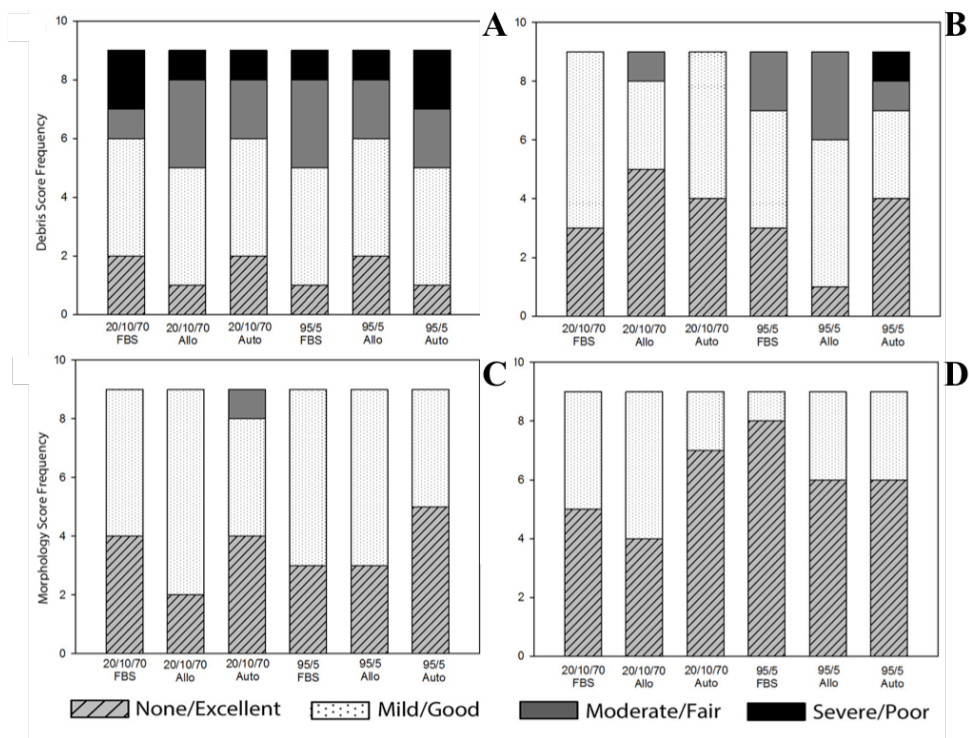 A
10
8
6
4
2
0
Debris Score Frequency
20/10/70 20/10/70 20/10/70 95/5 95/5 95/5
FBS Allo Auto FBS Allo Auto
B
10
8
6
4
2
0
20/10/70 20/10/70 20/10/70 95/5 95/5 95/5
FBS Allo Auto FBS Allo Auto
C
10
8
6
4
2
0
Morphology Score Frequency
20/10/70 20/10/70 20/10/70 95/5 95/5 95/5
FBS Allo Auto FBS Allo Auto
D
10
8
6
4
2
0
20/10/70 20/10/70 20/10/70 95/5 95/5 95/5
FBS Allo Auto FBS Allo Auto
None/Excellent Mild/Good Moderate/Fair Severe/Poor